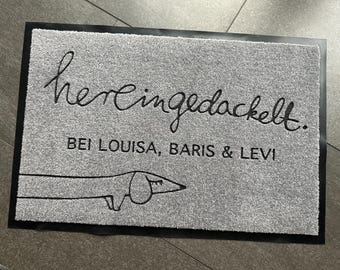 hereingedackelt.
BEI LOUISA, BARIS & LEVI